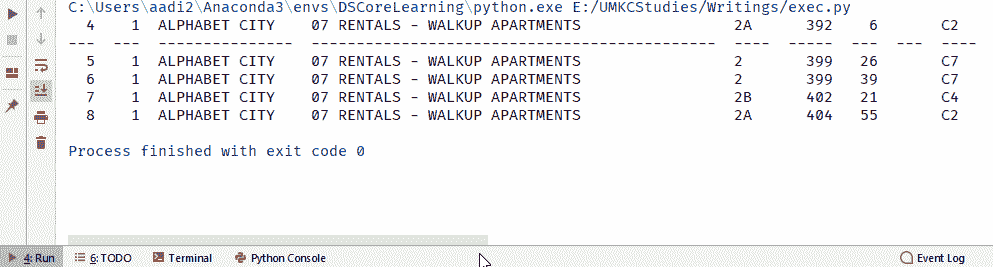 C:\Users\aadi2\Anaconda3\envs\DSCoreLearning\python.exe E:/UMKCStudies/Writings/exec.py
4 1 ALPHABET CITY 07 RENTALS - WALKUP APARTMENTS 2A 392 6 C2
--- --- ------------- ------------------------------------------- ---- ----- --- --- ----
5 1 ALPHABET CITY 07 RENTALS - WALKUP APARTMENTS 2 399 26 C7
6 1 ALPHABET CITY 07 RENTALS - WALKUP APARTMENTS 2 399 39 C7
7 1 ALPHABET CITY 07 RENTALS - WALKUP APARTMENTS 2B 402 21 C4
8 1 ALPHABET CITY 07 RENTALS - WALKUP APARTMENTS 2A 404 55 C2
Process finished with exit code 0
4: Run 6: TODO Terminal Python Console Event Log